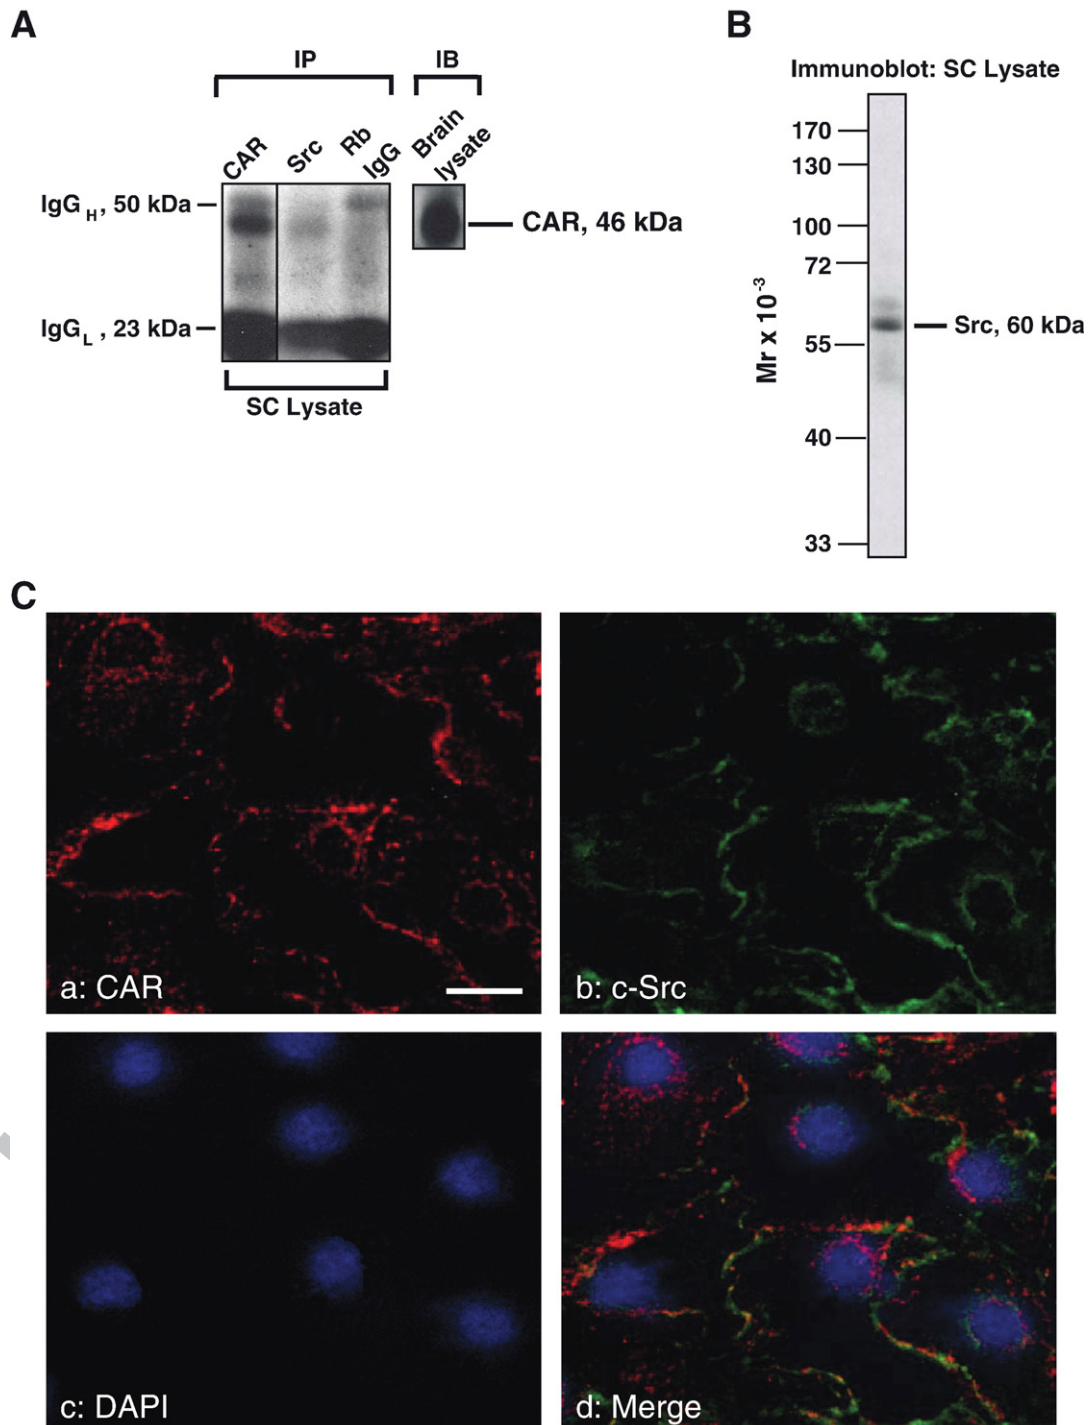 A
IP
IB
CAR
Src
Rb
IgG
Brain
lysate
IgG H, 50 kDa
CAR, 46 kDa
IgG L, 23 kDa
SC Lysate
B
Immunoblot: SC Lysate
170
130
100
72
Mr x 10-3
Src, 60 kDa
55
40
33
C
a: CAR
b: c-Src
c: DAPI
d: Merge